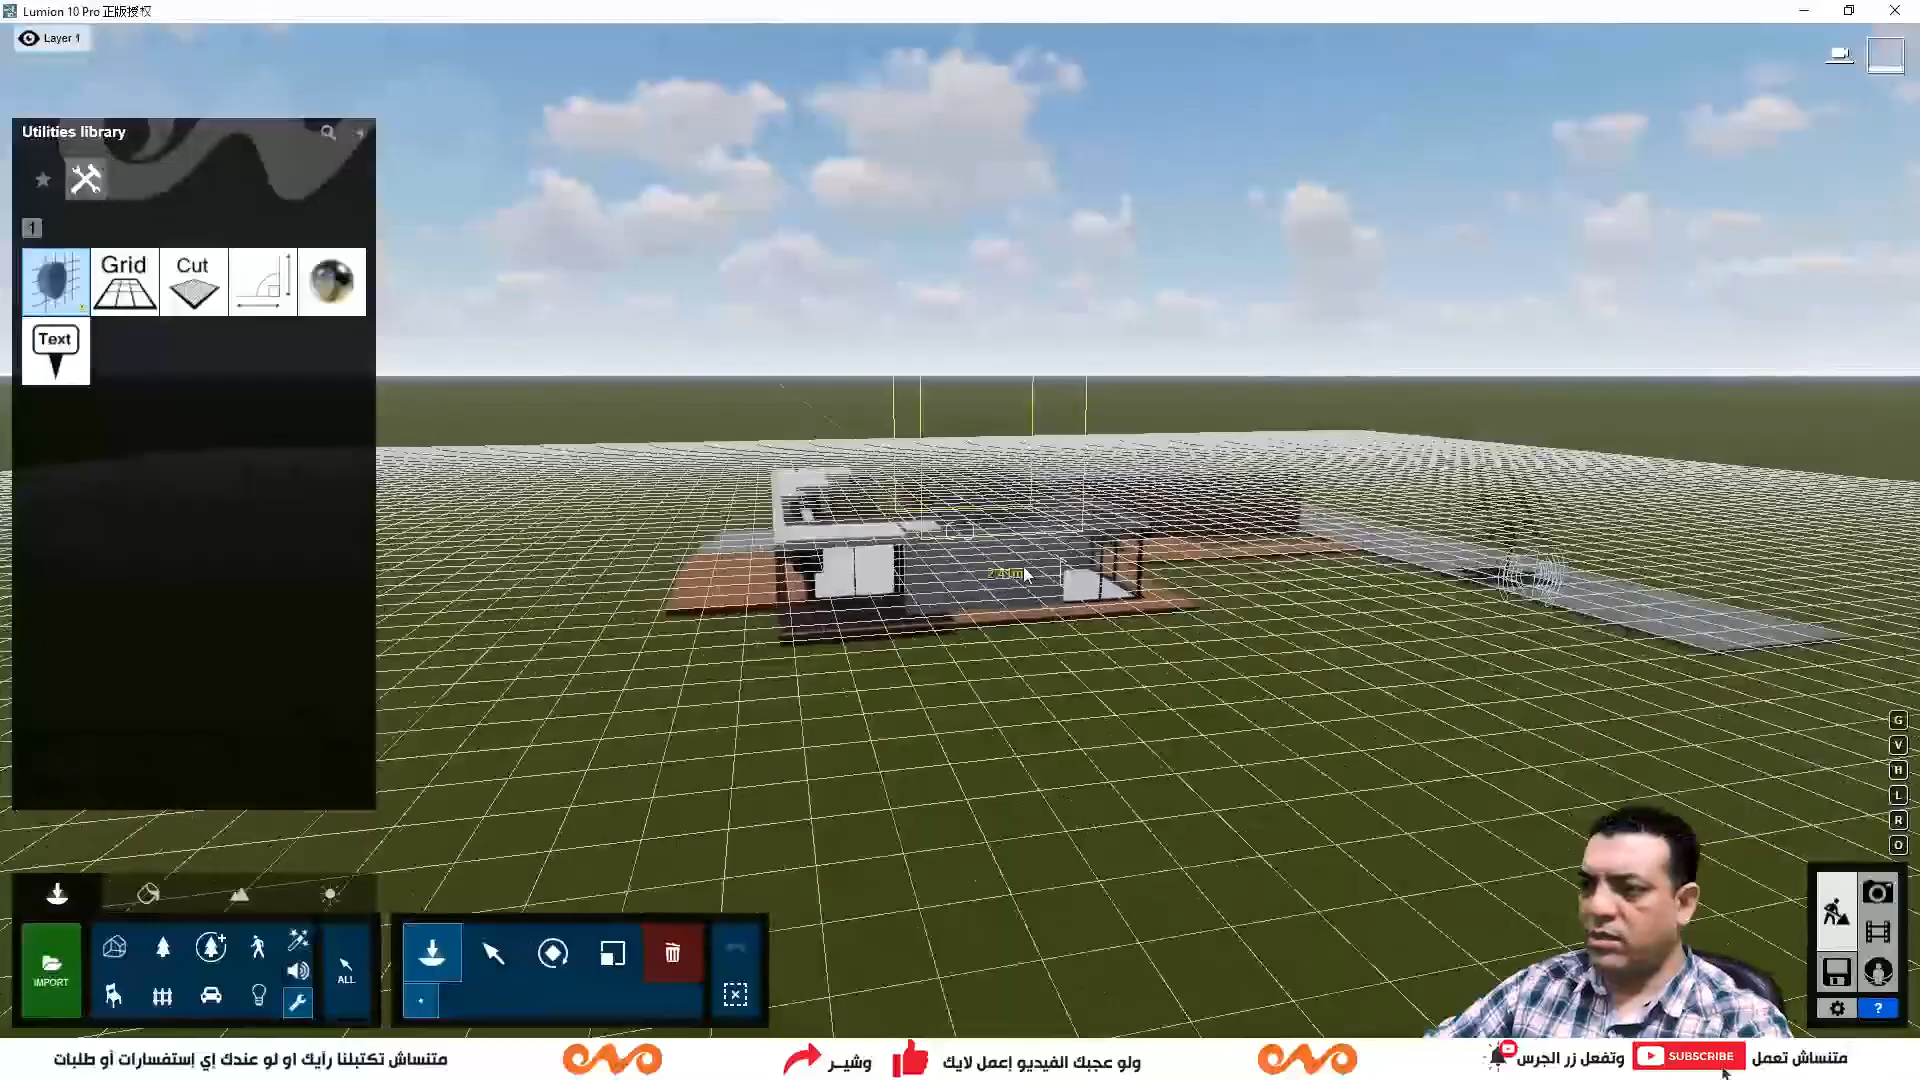 Lumion 10 Pro 正版授权
Layer 1
Utilities library
1
Grid
Cut
Text
2.41m
G
V
H
L
R
O
IMPORT
ALL
?
متنساش تكتبلنا رأيك او لو عندك إي إستفسارات أو طلبات
وشير
ولو عجبك الفيديو إعمل لايك
وتفعل زر الجرس
SUBSCRIBE
متنساش تعمل